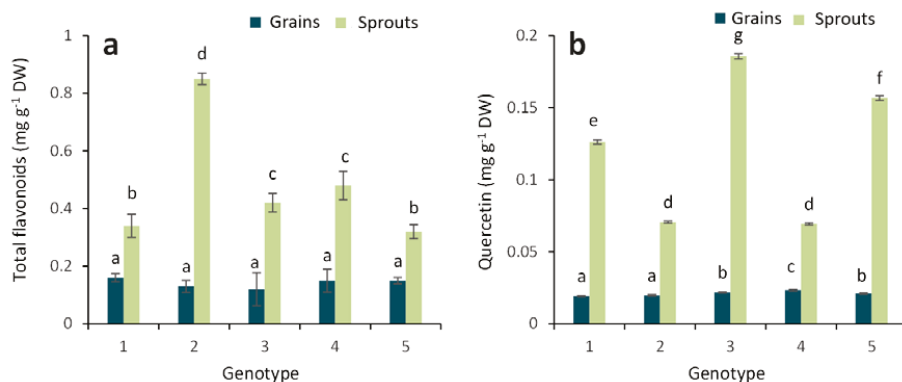 Grains Sprouts
a
Total flavonoids (mg g⁻¹ DW)
1
0.8
0.6
0.4
0.2
0
a b
a d
a c
a c
a b
1 2 3 4 5
Genotype
Grains Sprouts
b
Quercetin (mg g⁻¹ DW)
0.2
0.15
0.1
0.05
0
a e
a d
b g
c d
b f
1 2 3 4 5
Genotype